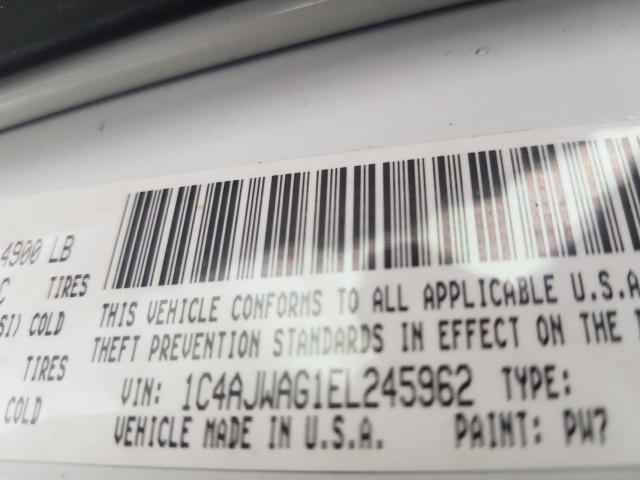 4900 LB
C TIRES
SI) COLD
TIRES
COLD
THIS VEHICLE CONFORMS TO ALL APPLICABLE U.S.A
THEFT PREVENTION STANDARDS IN EFFECT ON THE
VIN: 1C4AJWAG1EL245962 TYPE:
VEHICLE MADE IN U.S.A. PAINT: PW7